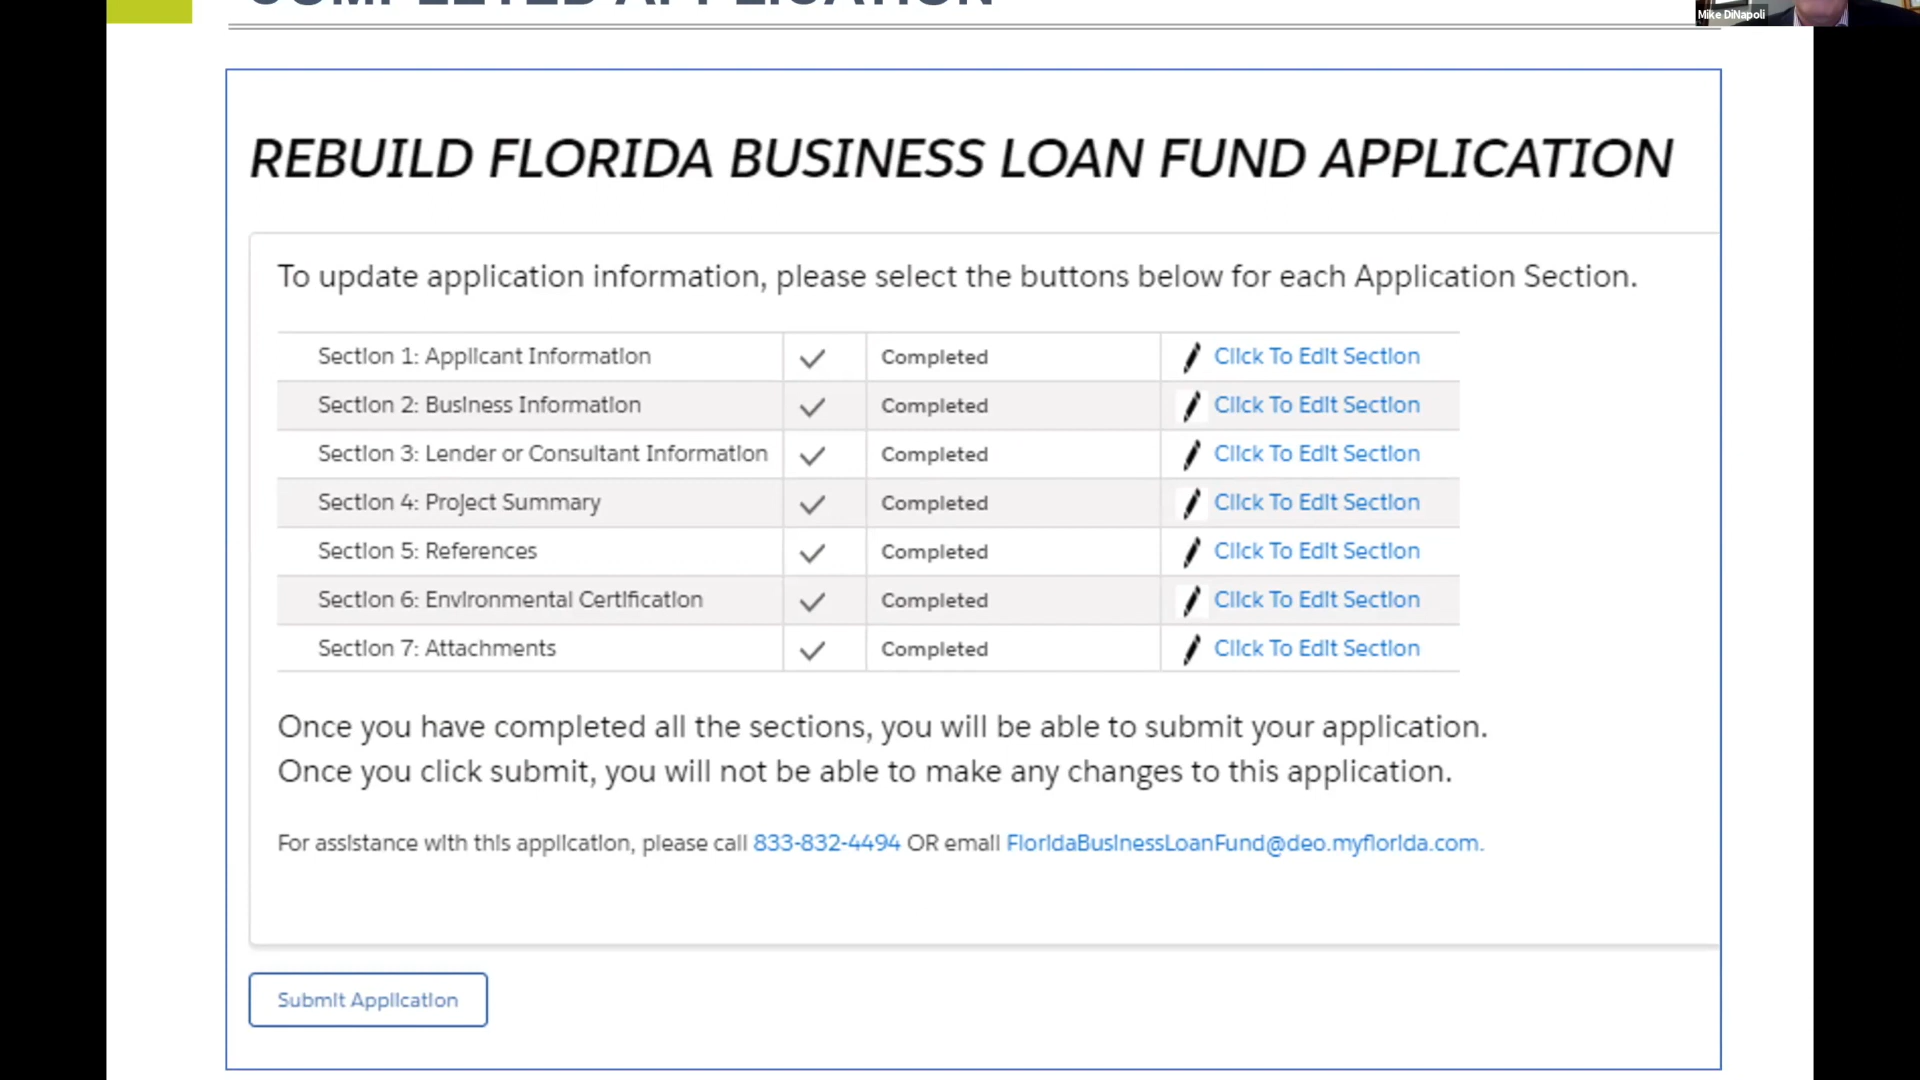 COMPLETED APPLICATION
Mike DiNapoli
REBUILD FLORIDA BUSINESS LOAN FUND APPLICATION
To update application information, please select the buttons below for each Application Section.
Section 1: Applicant Information Completed Click To Edit Section
Section 2: Business Information Completed Click To Edit Section
Section 3: Lender or Consultant Information Completed Click To Edit Section
Section 4: Project Summary Completed Click To Edit Section
Section 5: References Completed Click To Edit Section
Section 6: Environmental Certification Completed Click To Edit Section
Section 7: Attachments Completed Click To Edit Section
Once you have completed all the sections, you will be able to submit your application.
Once you click submit, you will not be able to make any changes to this application.
For assistance with this application, please call 833-832-4494 OR email FloridaBusinessLoanFund@deo.myflorida.com.
Submit Application